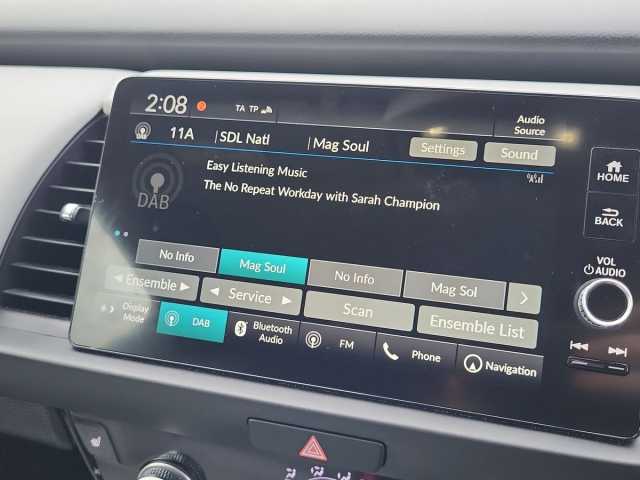 2:08
TA TP
Audio Source
11A
SDL Natl
Mag Soul
Settings
Sound
Easy Listening Music
The No Repeat Workday with Sarah Champion
DAB
No Info
Mag Soul
No Info
Mag Sol
Ensemble
Service
Scan
Ensemble List
Display Mode
DAB
Bluetooth Audio
FM
Phone
Navigation
HOME
BACK
VOL
AUDIO